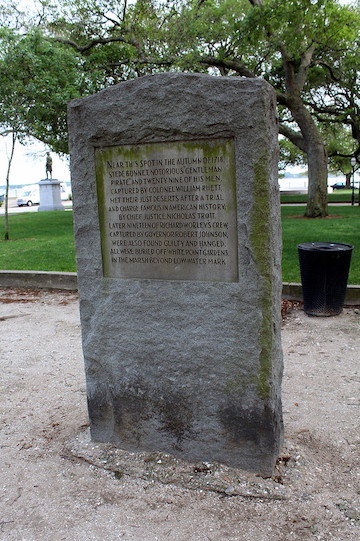 NEAR THIS SPOT IN THE AUTUMN OF 1718,
STEDE BONNET, NOTORIOUS "GENTLEMAN
PIRATE," AND TWENTY NINE OF HIS MEN,
CAPTURED BY COLONEL WILLIAM RHETT,
MET THEIR JUST DESERTS AFTER A TRIAL
AND CHARGE, FAMOUS IN AMERICAN HISTORY,
BY CHIEF JUSTICE NICHOLAS TROTT.
LATER NINETEEN OF RICHARD WORLEY'S CREW,
CAPTURED BY GOVERNOR ROBERT JOHNSON,
WERE ALSO FOUND GUILTY AND HANGED.
ALL WERE BURIED OFF WHITE POINT GARDENS,
IN THE MARSH BEYOND LOW WATER MARK.